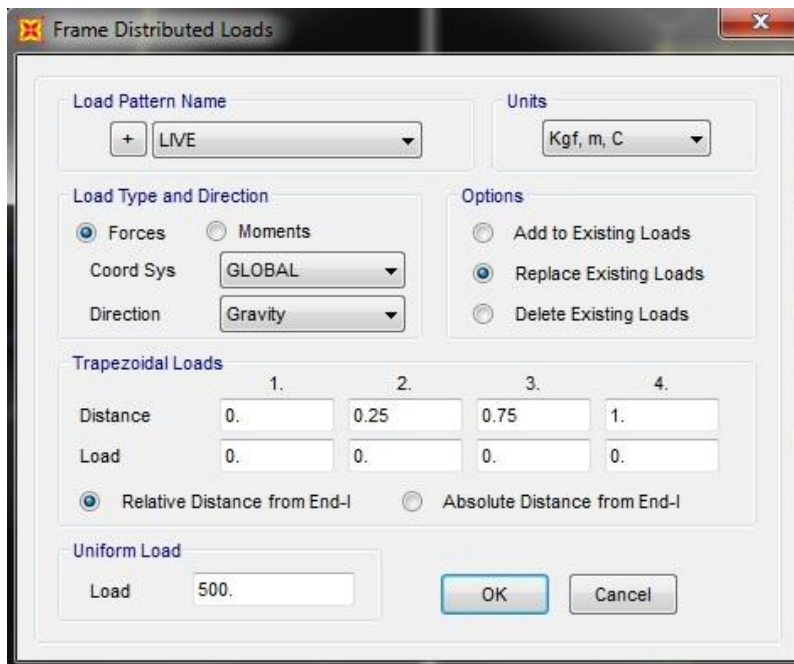 Frame Distributed Loads
Load Pattern Name
+ LIVE
Units
Kgf, m, C
Load Type and Direction
Forces Moments
Coord Sys GLOBAL
Direction Gravity
Options
Add to Existing Loads
Replace Existing Loads
Delete Existing Loads
Trapezoidal Loads
1. 2. 3. 4.
Distance 0. 0.25 0.75 1.
Load 0. 0. 0. 0.
Relative Distance from End-I Absolute Distance from End-I
Uniform Load
Load 500.
OK Cancel